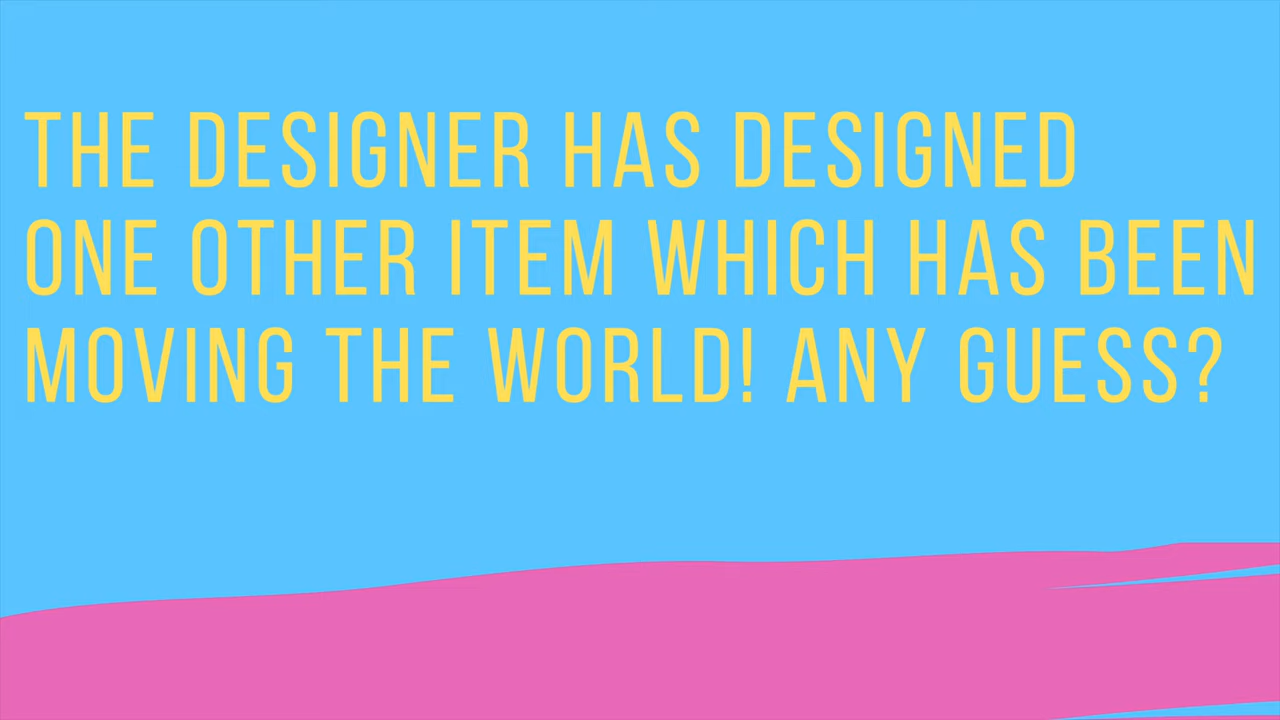 THE DESIGNER HAS DESIGNED
ONE OTHER ITEM WHICH HAS BEEN
MOVING THE WORLD! ANY GUESS?